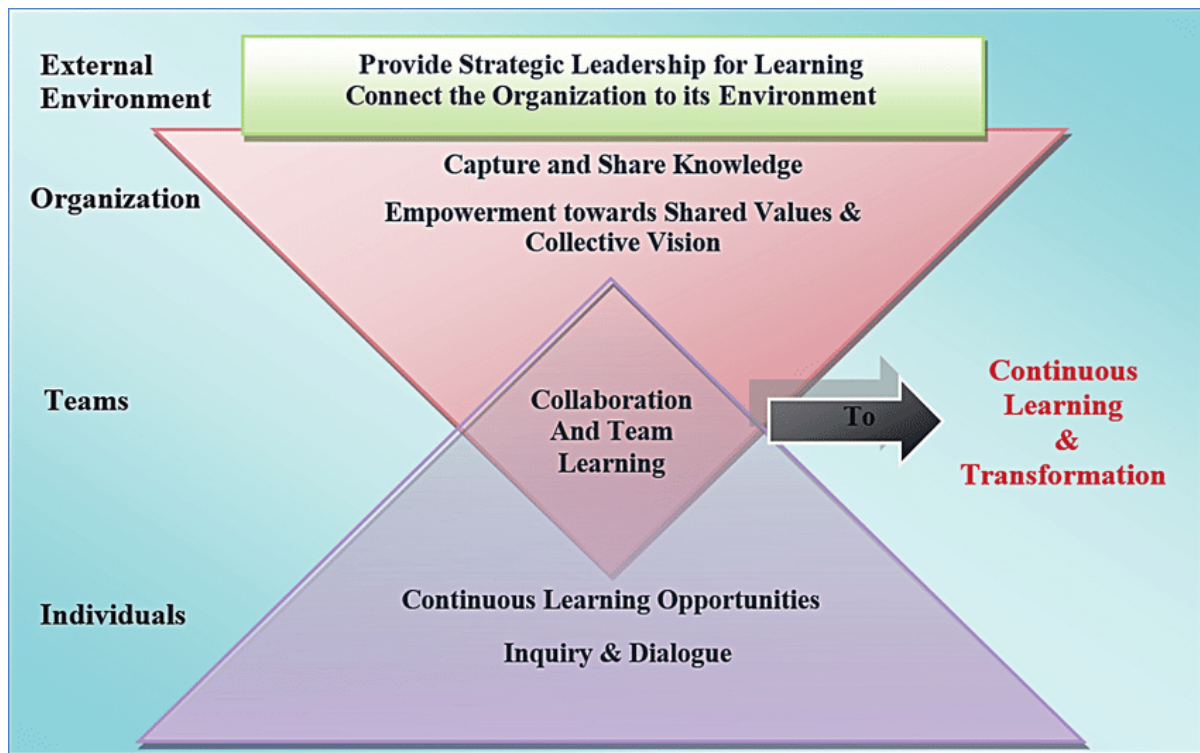 External
Environment
Provide Strategic Leadership for Learning
Connect the Organization to its Environment
Organization
Capture and Share Knowledge
Empowerment towards Shared Values &
Collective Vision
Teams
Collaboration
And Team
Learning
To
Continuous
Learning
&
Transformation
Individuals
Continuous Learning Opportunities
Inquiry & Dialogue